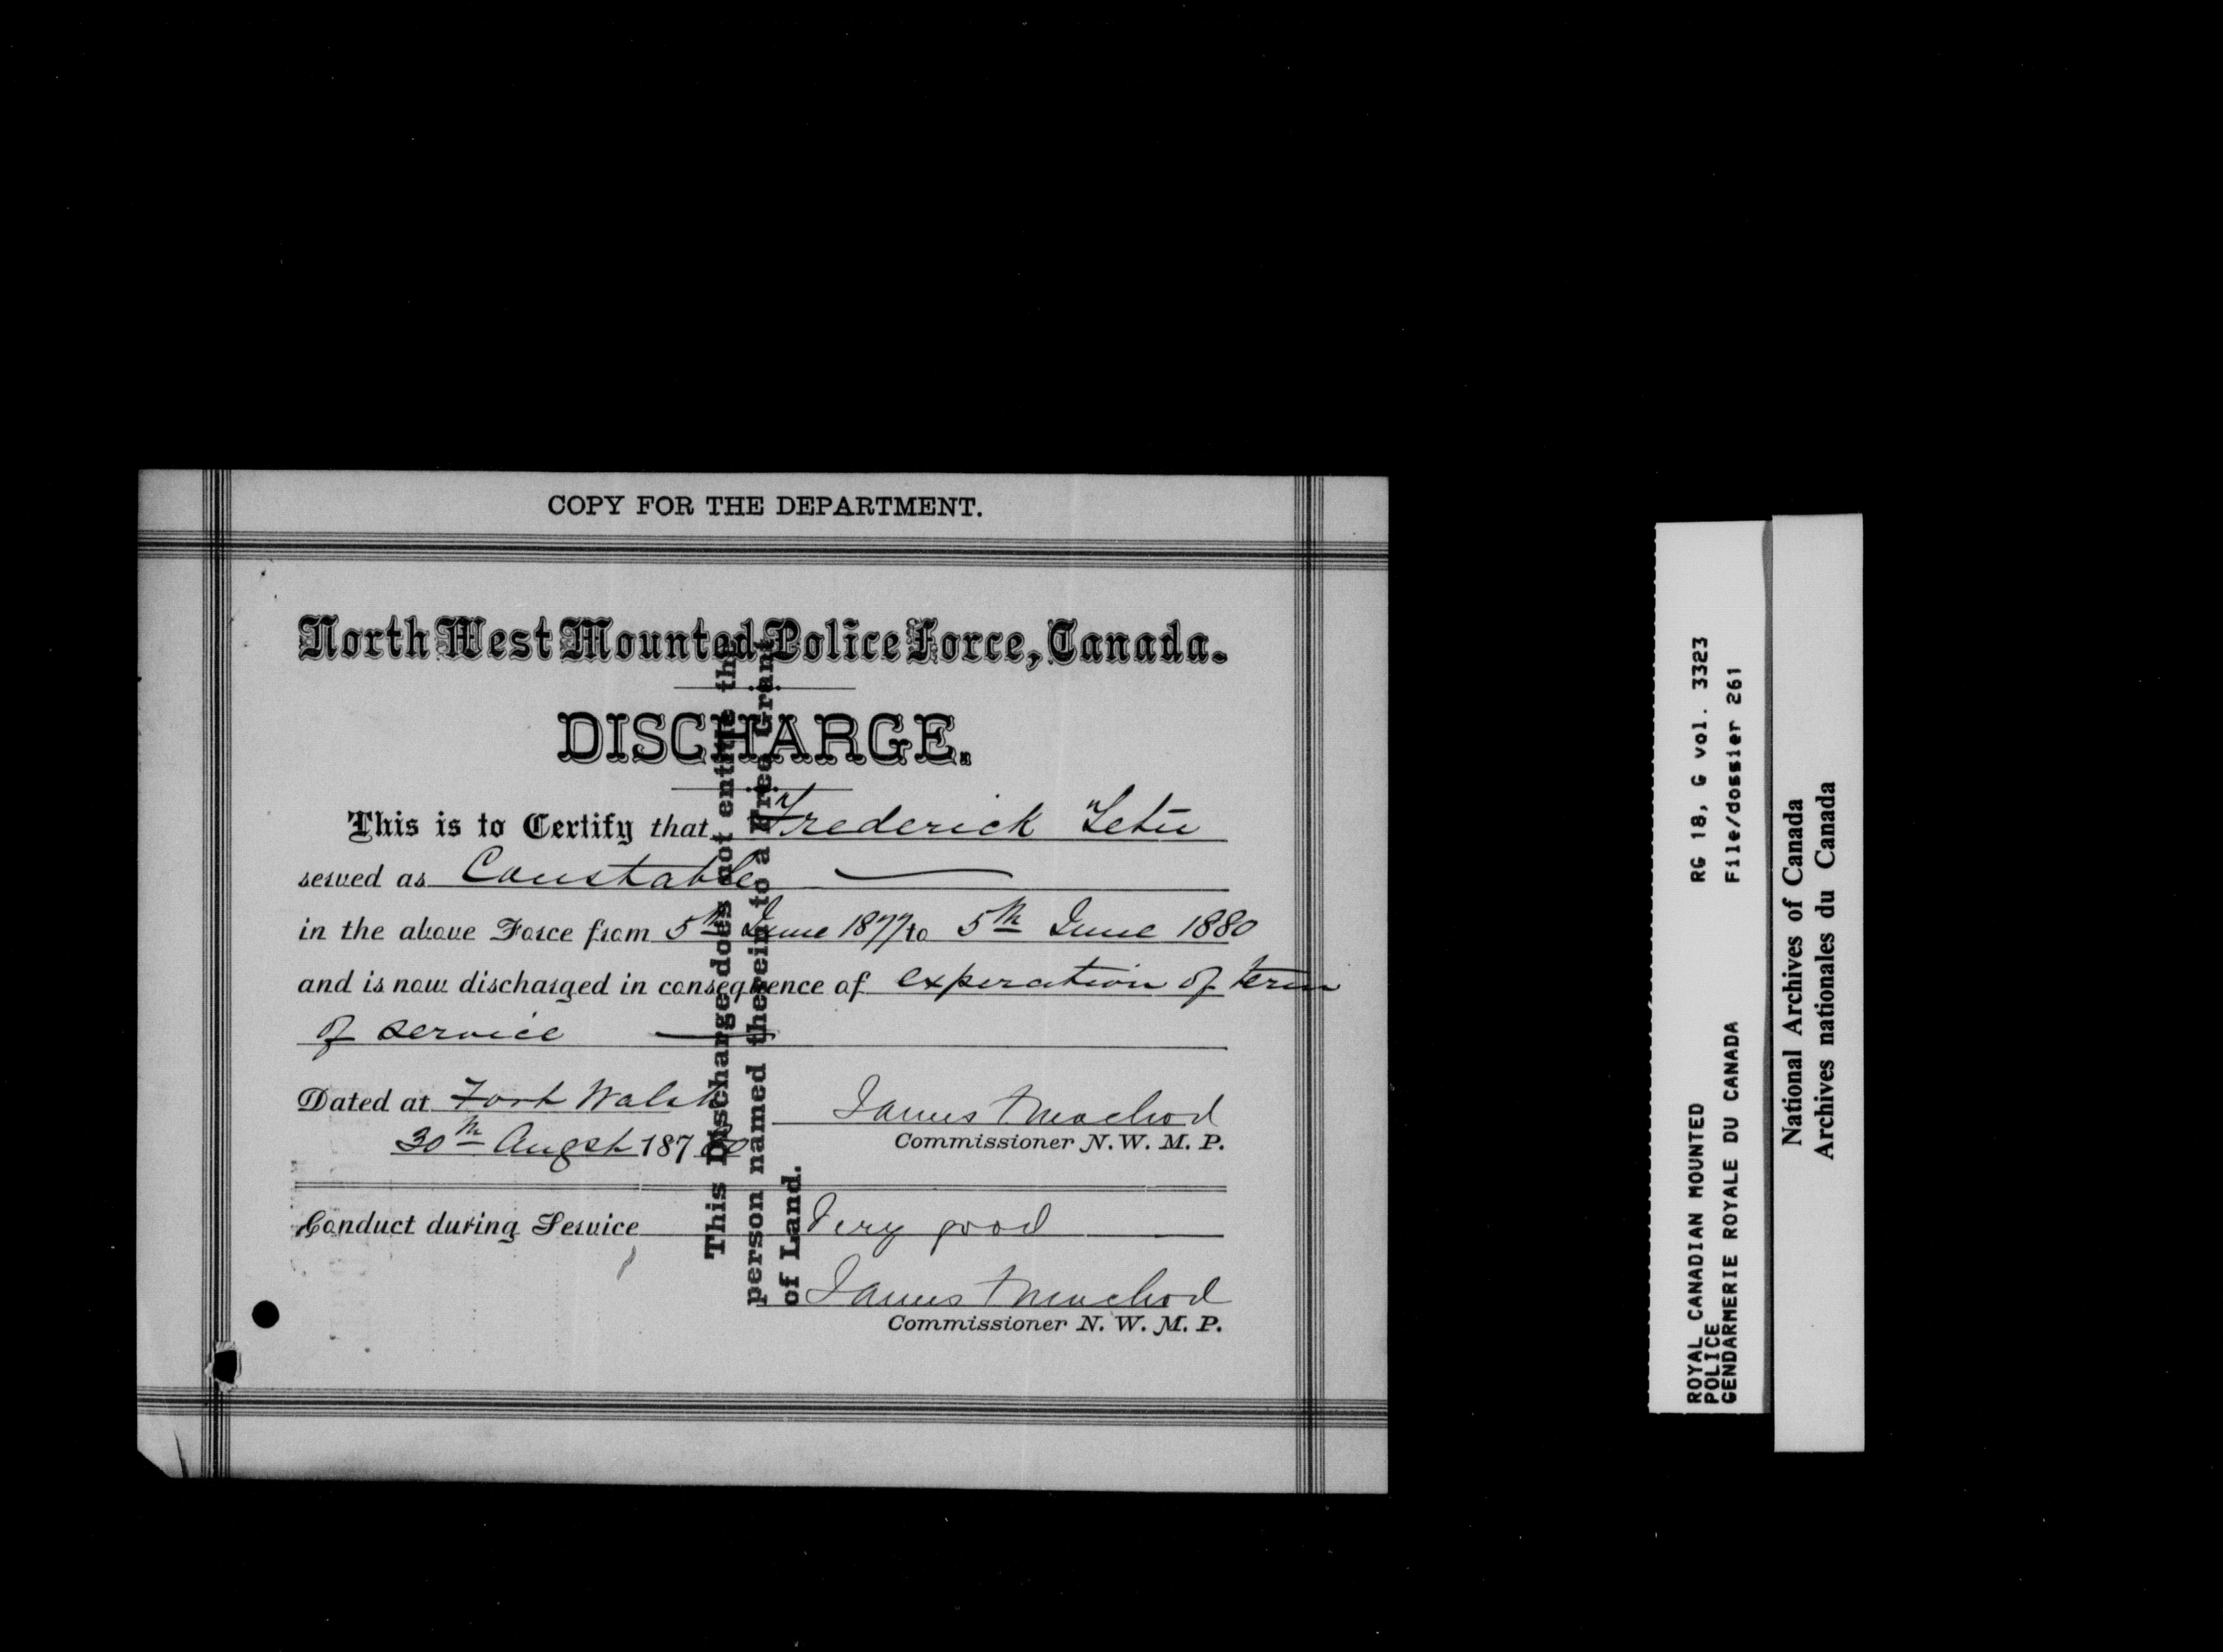 COPY FOR THE DEPARTMENT.
North West Mounted Police Force, Canada.
DISCHARGE.
This is to Certify that Frederick Letu
served as Constable
in the above Force from 5th June 1877 to 5th June 1880
and is now discharged in consequence of expiration of term
of service
Dated at Fort Walsh
30th Augst 1880
James F Macleod
Commissioner N. W. M. P.
Conduct during Service Very good
James F Macleod
Commissioner N. W. M. P.
This Discharge does not entitle the
person named therein to a Free Grant
of Land.
ROYAL CANADIAN MOUNTED RG 18, G vol. 3323
POLICE
GENDARMERIE ROYALE DU CANADA File/dossier 261
National Archives of Canada
Archives nationales du Canada